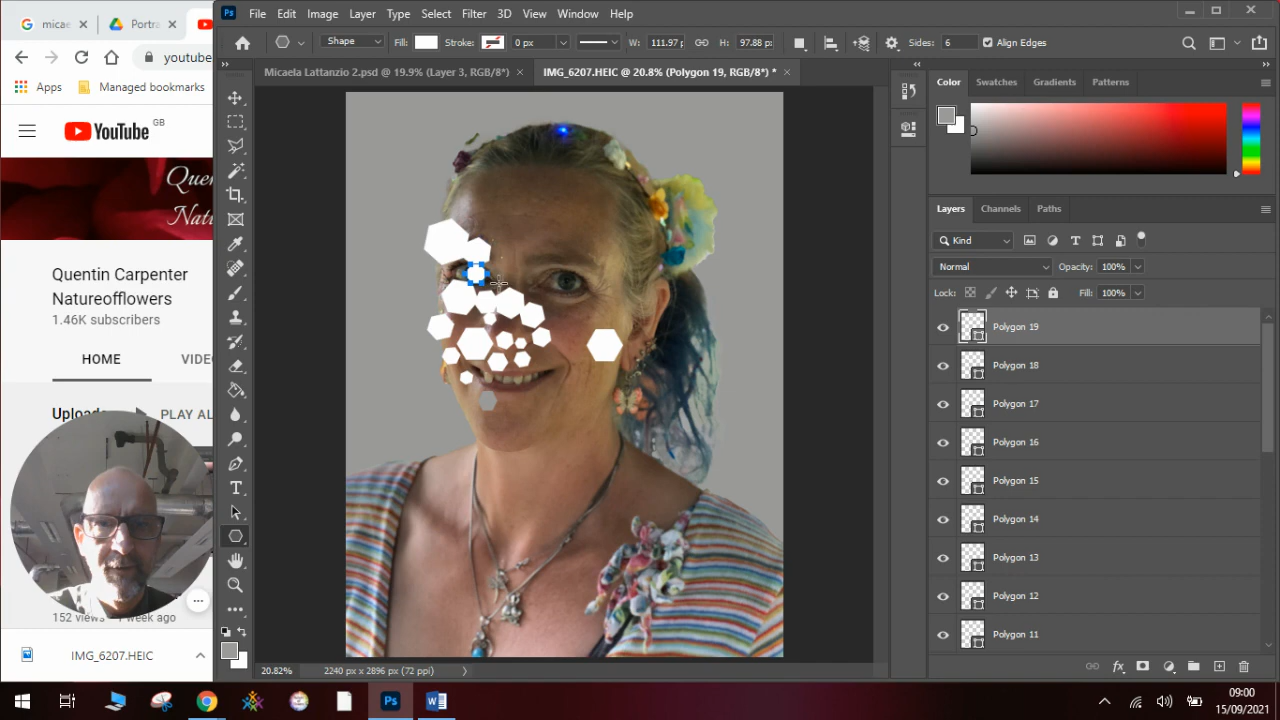 micae
Portra
youtube
Apps
Managed bookmarks
YouTube GB
Quen
Natu
Quentin Carpenter
Natureofflowers
1.46K subscribers
HOME
VIDE
Uploads
PLAY AL
152 views
1 week ago
IMG_6207.HEIC
Ps
File
Edit
Image
Layer
Type
Select
Filter
3D
View
Window
Help
Shape
Fill:
Stroke:
0 px
W: 111.97 p
H: 97.88 px
Sides: 6
Align Edges
Micaela Lattanzio 2.psd @ 19.9% (Layer 3, RGB/8*) ×
IMG_6207.HEIC @ 20.8% (Polygon 19, RGB/8*) * ×
Color
Swatches
Gradients
Patterns
Layers
Channels
Paths
Kind
Normal
Opacity: 100%
Lock:
Fill: 100%
Polygon 19
Polygon 18
Polygon 17
Polygon 16
Polygon 15
Polygon 14
Polygon 13
Polygon 12
Polygon 11
20.82%
2240 px x 2896 px (72 ppi)
09:00
15/09/2021